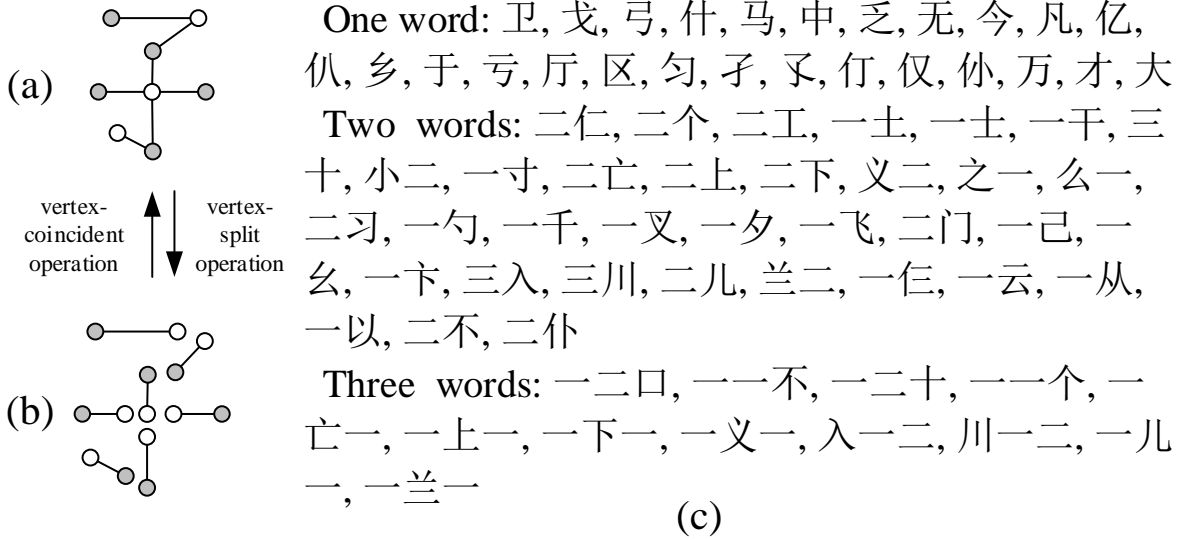 (a)
vertex-
coincident
operation
vertex-
split
operation
(b)
One word: 卫, 戈, 弓, 什, 马, 中, 乏, 无, 今, 凡, 亿,
仈, 乡, 于, 亏, 厅, 区, 匀, 孑, 孓, 仃, 仅, 仦, 万, 才, 大
Two words: 二仁, 二个, 二工, 一土, 一士, 一干, 三
十, 小二, 一寸, 二亡, 二上, 二下, 义二, 之一, 么一,
二习, 一勺, 一千, 一叉, 一夕, 一飞, 二门, 一己, 一
幺, 一卞, 三入, 三川, 二儿, 兰二, 一仨, 一云, 一从,
一以, 二不, 二仆
Three words: 一二口, 一一不, 一二十, 一一个, 一
亡一, 一上一, 一下一, 一义一, 入一二, 川一二, 一儿
一, 一兰一
(c)